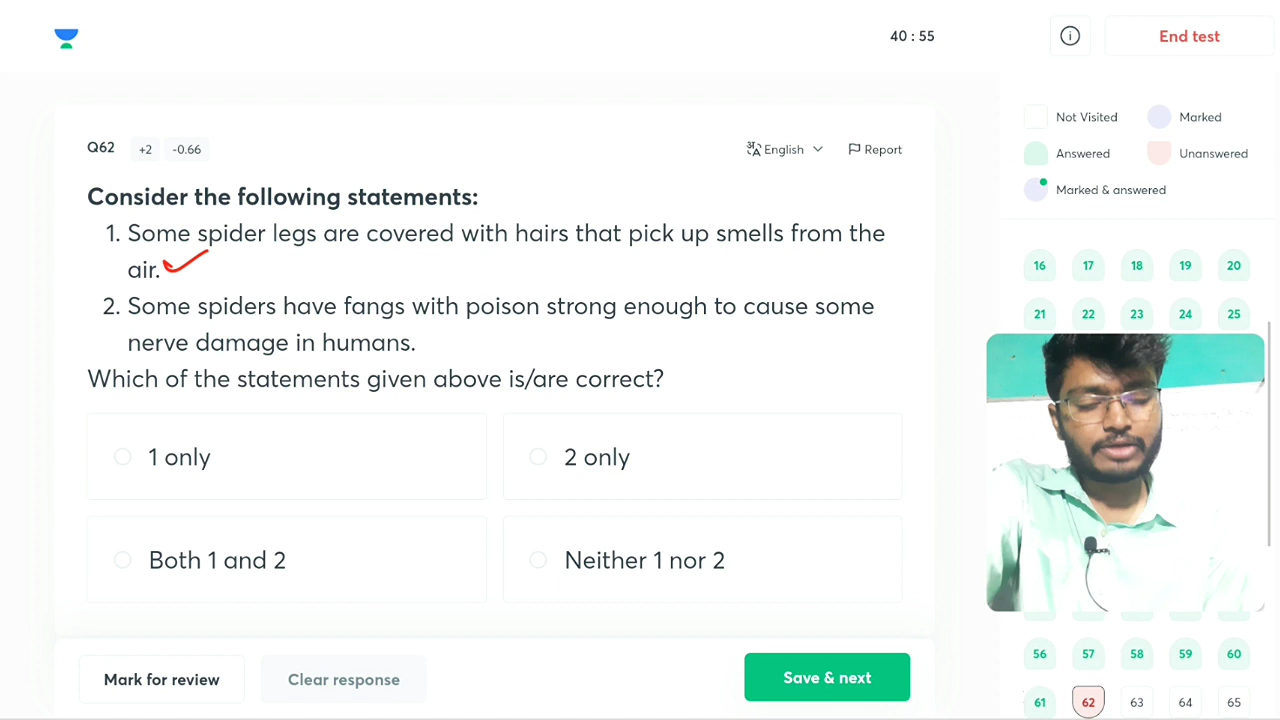 40 : 55
End test
Q62 +2 -0.66 English Report
Consider the following statements:
1. Some spider legs are covered with hairs that pick up smells from the
air.
2. Some spiders have fangs with poison strong enough to cause some
nerve damage in humans.
Which of the statements given above is/are correct?
1 only
2 only
Both 1 and 2
Neither 1 nor 2
Mark for review
Clear response
Save & next
Not Visited
Marked
Answered
Unanswered
Marked & answered
16 17 18 19 20
21 22 23 24 25
56 57 58 59 60
61 62 63 64 65